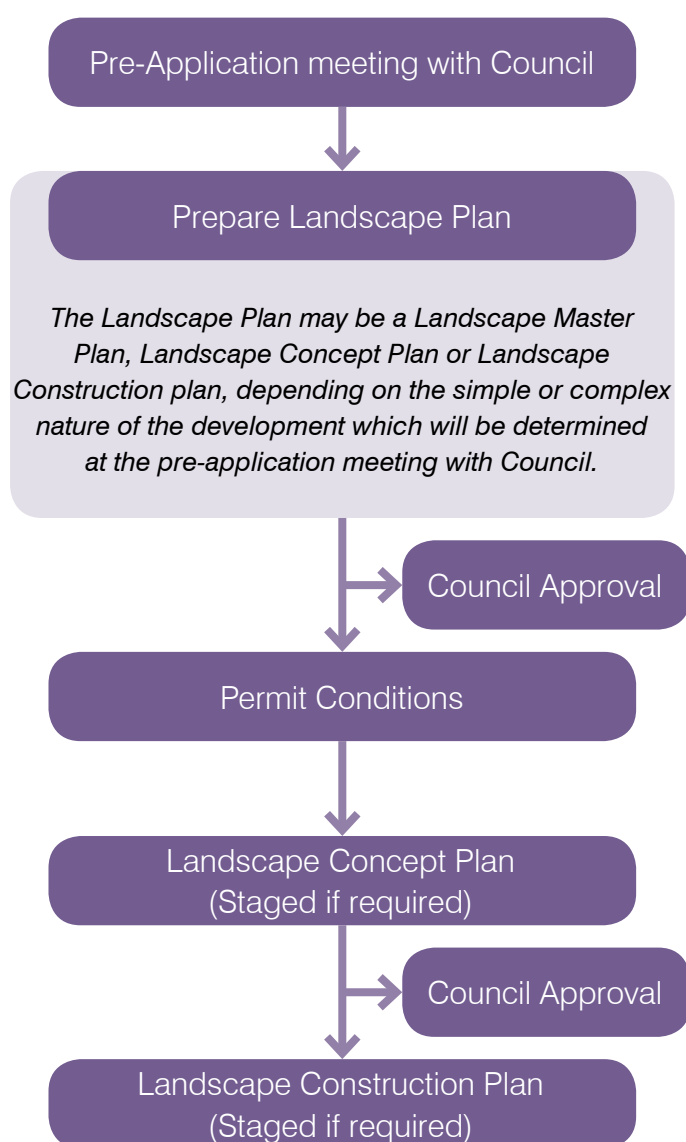 Pre-Application meeting with Council
Prepare Landscape Plan
The Landscape Plan may be a Landscape Master
Plan, Landscape Concept Plan or Landscape
Construction plan, depending on the simple or complex
nature of the development which will be determined
at the pre-application meeting with Council.
Council Approval
Permit Conditions
Landscape Concept Plan
(Staged if required)
Council Approval
Landscape Construction Plan
(Staged if required)